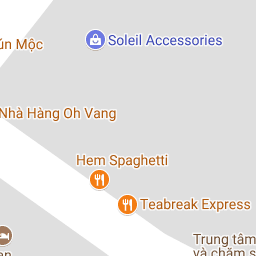 Soleil Accessories
ún Mộc
Nhà Hàng Oh Vang
Hem Spaghetti
Teabreak Express
Trung tâm
và chăm s